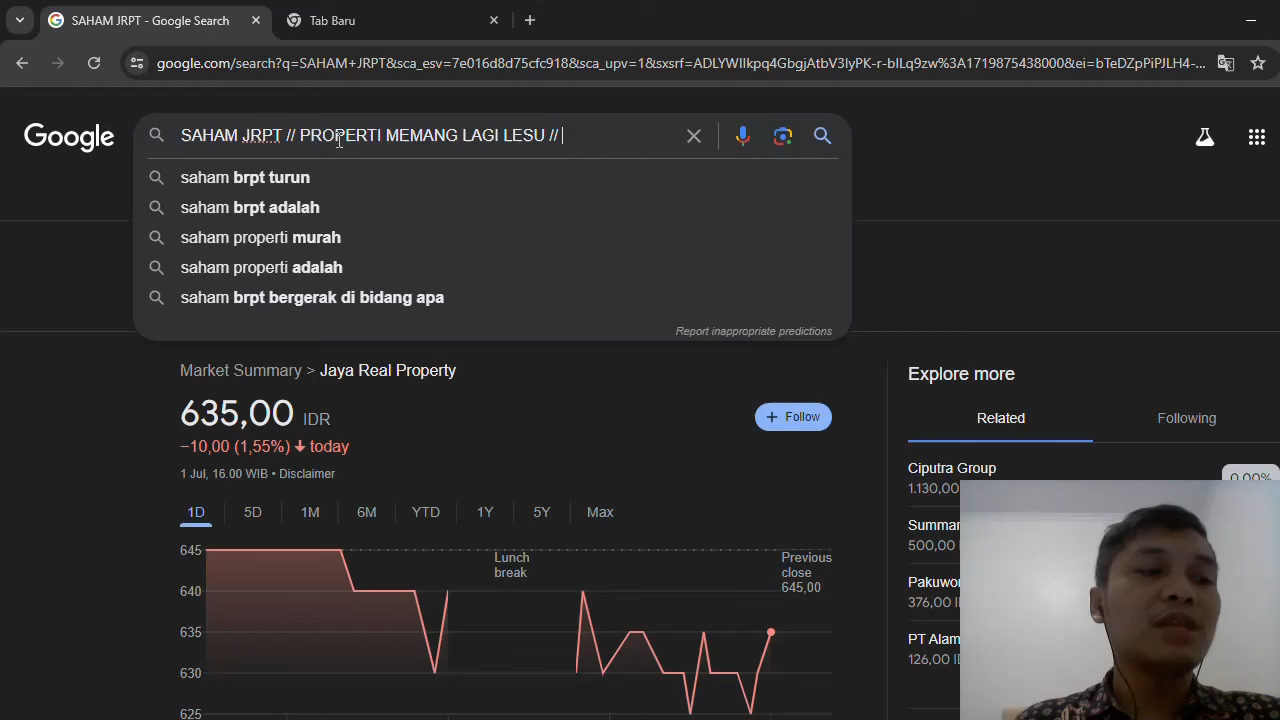 SAHAM JRPT - Google Search
Tab Baru
google.com/search?q=SAHAM+JRPT&sca_esv=7e016d8d75cfc918&sca_upv=1&sxsrf=ADLYWIIkpq4GbgjAtbV3lyPK-r-bILq9zw%3A1719875438000&ei=bTeDZpPiPJLH4-...
Google
SAHAM JRPT // PROPERTI MEMANG LAGI LESU //
saham brpt turun
saham brpt adalah
saham properti murah
saham properti adalah
saham brpt bergerak di bidang apa
Report inappropriate predictions
Market Summary > Jaya Real Property
635,00 IDR
+ Follow
−10,00 (1,55%) today
1 Jul, 16.00 WIB • Disclaimer
1D 5D 1M 6M YTD 1Y 5Y Max
645
640
635
630
625
Lunch
break
Previous
close
645,00
Explore more
Related
Following
Ciputra Group
1.130,00
0,00%
500,00
376,00
PT Alam
126,00